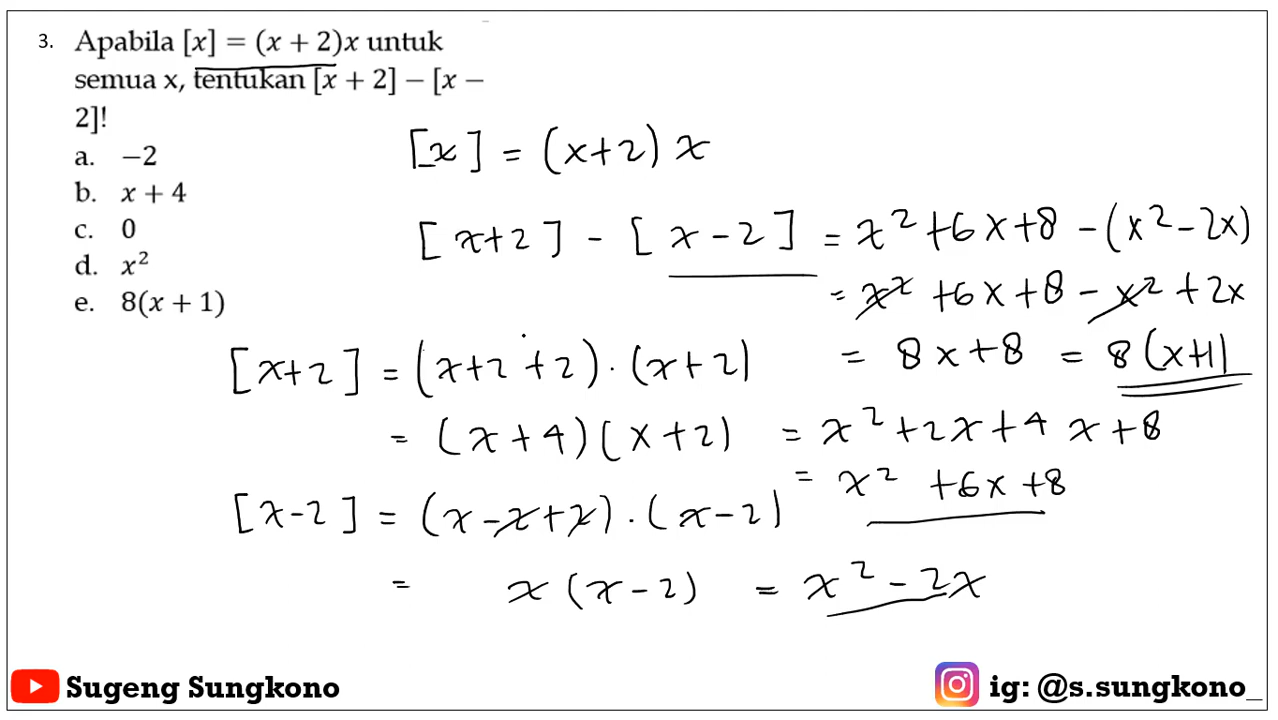 3. Apabila [x] = (x + 2)x untuk
semua x, tentukan [x + 2] − [x −
2]!
a. −2
b. x + 4
c. 0
d. x²
e. 8(x + 1)
[x] = (x+2) x
[x+2] - [x-2] = x²+6x+8 -(x²-2x)
= x² +6x+8 - x² +2x
= 8x+8 = 8(x+1)
[x+2] = (x+2+2).(x+2)
= (x+4)(x+2) = x²+2x+4x+8
= x² +6x+8
[x-2] = (x-2+2).(x-2)
= x(x-2) = x²-2x
Sugeng Sungkono
ig: @s.sungkono_